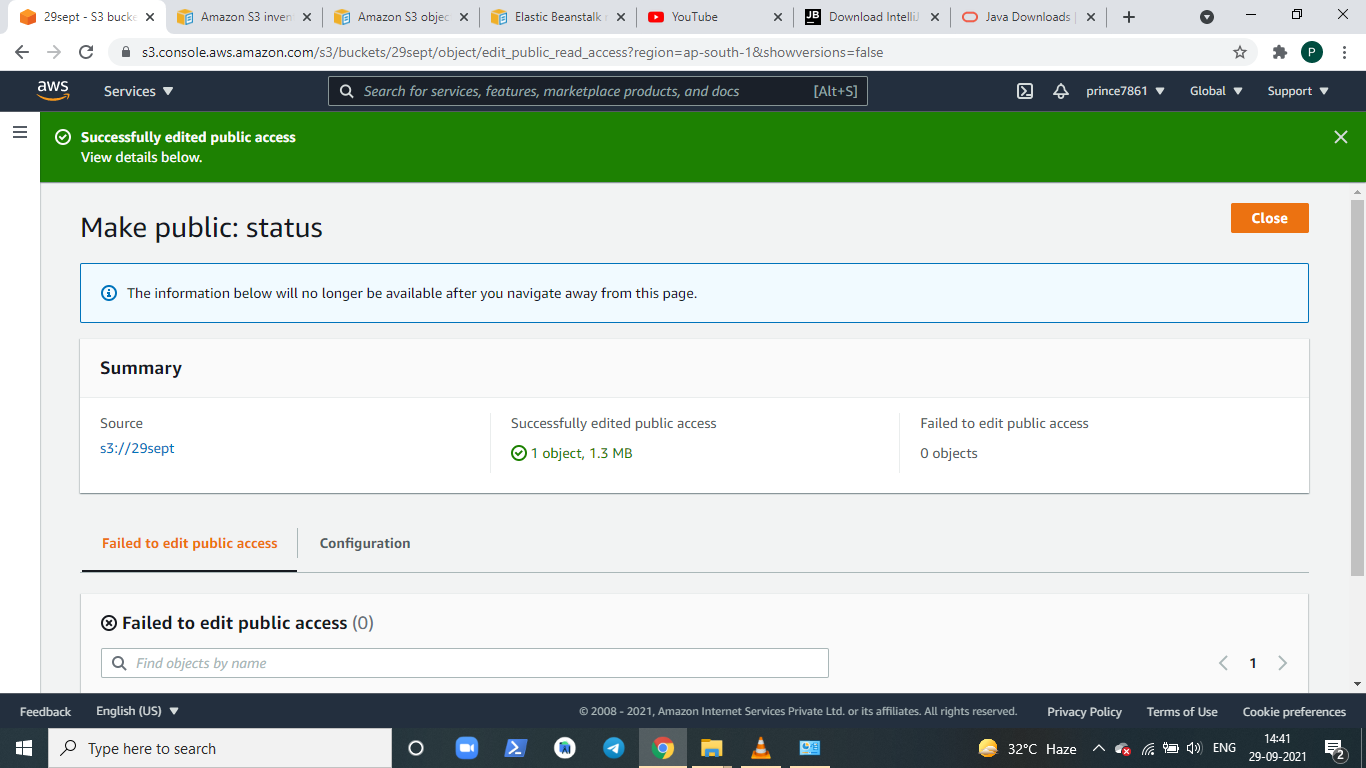 29sept - S3 bucke
Amazon S3 inven
Amazon S3 objec
Elastic Beanstalk
YouTube
Download IntelliJ
Java Downloads
s3.console.aws.amazon.com/s3/buckets/29sept/object/edit_public_read_access?region=ap-south-1&showversions=false
P
aws
Services
Search for services, features, marketplace products, and docs
[Alt+S]
prince7861
Global
Support
Successfully edited public access
View details below.
Make public: status
Close
The information below will no longer be available after you navigate away from this page.
Summary
Source
s3://29sept
Successfully edited public access
1 object, 1.3 MB
Failed to edit public access
0 objects
Failed to edit public access
Configuration
Failed to edit public access (0)
Find objects by name
1
Feedback
English (US)
© 2008 - 2021, Amazon Internet Services Private Ltd. or its affiliates. All rights reserved.
Privacy Policy
Terms of Use
Cookie preferences
Type here to search
32°C Haze
ENG
14:41
29-09-2021
2